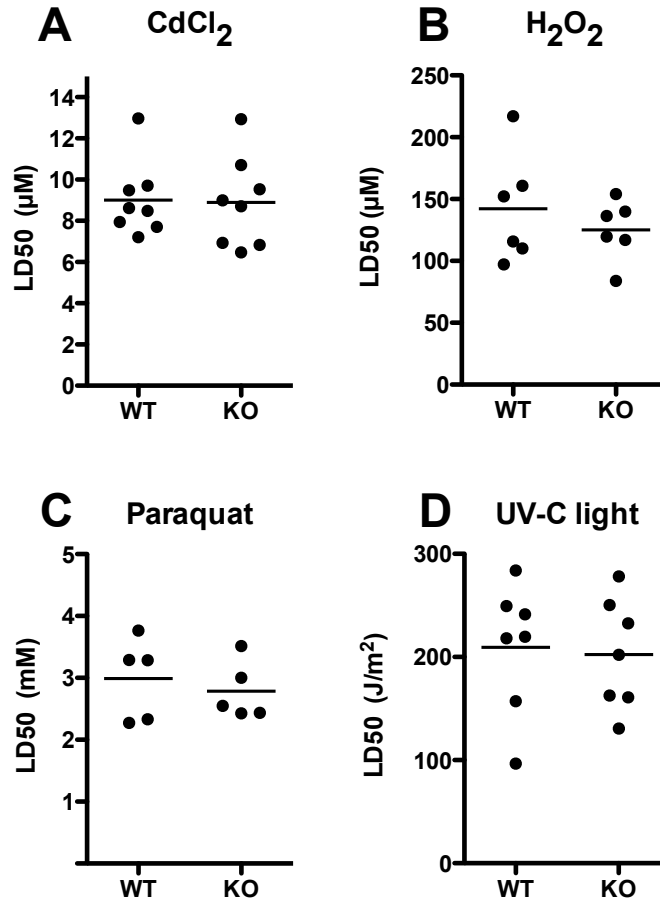 A CdCl2
LD50 (µM)
14
12
10
8
6
4
2
0
WT KO
B H2O2
LD50 (µM)
250
200
150
100
50
0
WT KO
C Paraquat
LD50 (mM)
5
4
3
2
1
WT KO
D UV-C light
LD50 (J/m²)
300
200
100
0
WT KO